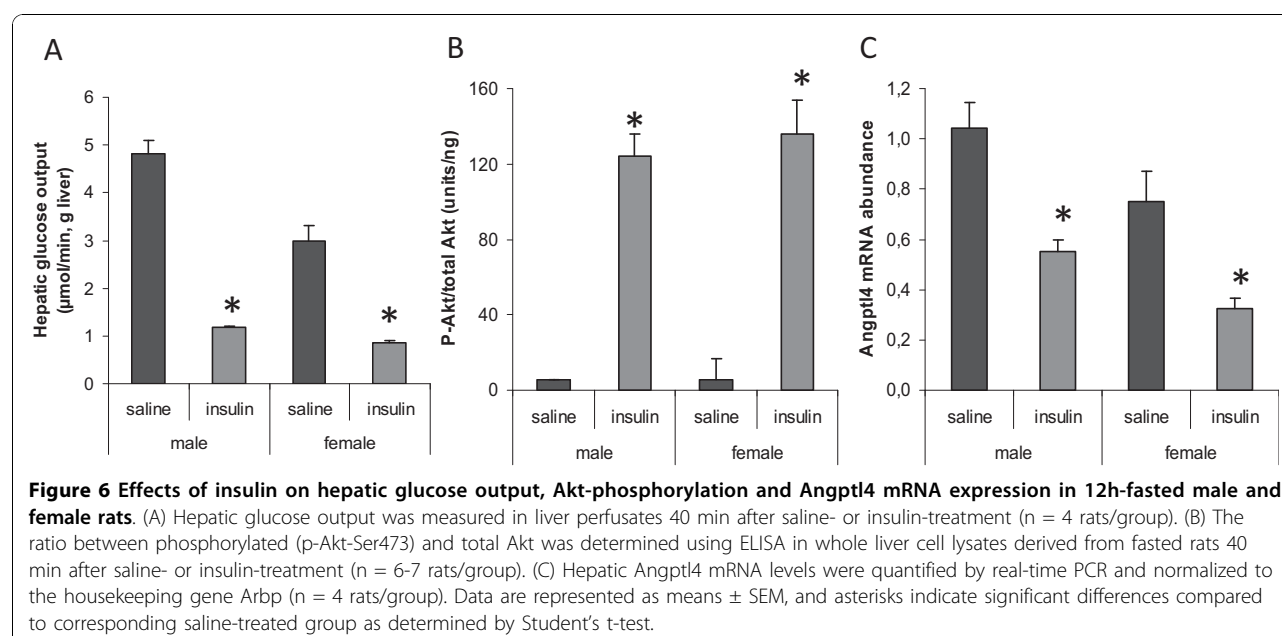 A
Hepatic glucose output
(µmol/min, g liver)
6
5
4
3
2
1
0
*
*
saline insulin saline insulin
male female
B
P-Akt/total Akt (units/ng)
160
120
80
40
0
*
*
saline insulin saline insulin
male female
C
Angptl4 mRNA abundance
1,2
1,0
0,8
0,6
0,4
0,2
0,0
*
*
saline insulin saline insulin
male female
Figure 6 Effects of insulin on hepatic glucose output, Akt-phosphorylation and Angptl4 mRNA expression in 12h-fasted male and
female rats. (A) Hepatic glucose output was measured in liver perfusates 40 min after saline- or insulin-treatment (n = 4 rats/group). (B) The
ratio between phosphorylated (p-Akt-Ser473) and total Akt was determined using ELISA in whole liver cell lysates derived from fasted rats 40
min after saline- or insulin-treatment (n = 6-7 rats/group). (C) Hepatic Angptl4 mRNA levels were quantified by real-time PCR and normalized to
the housekeeping gene Arbp (n = 4 rats/group). Data are represented as means ± SEM, and asterisks indicate significant differences compared
to corresponding saline-treated group as determined by Student's t-test.